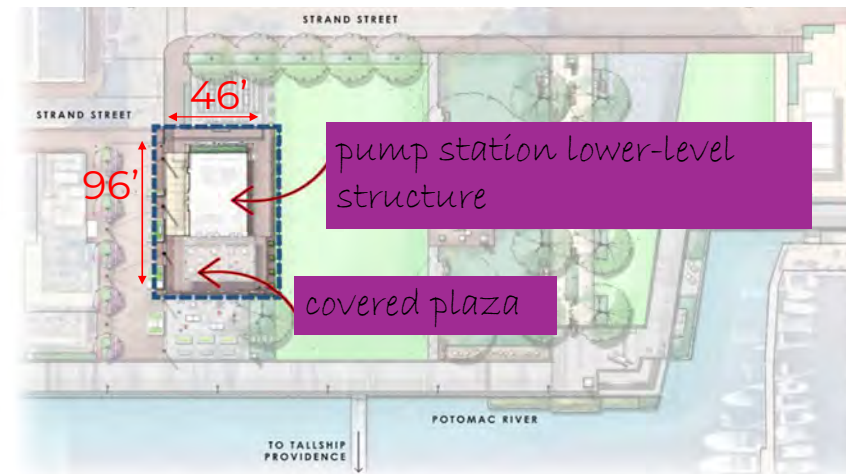 STRAND STREET
46'
STRAND STREET
96'
pump station lower-level
structure
covered plaza
POTOMAC RIVER
TO TALLSHIP
PROVIDENCE